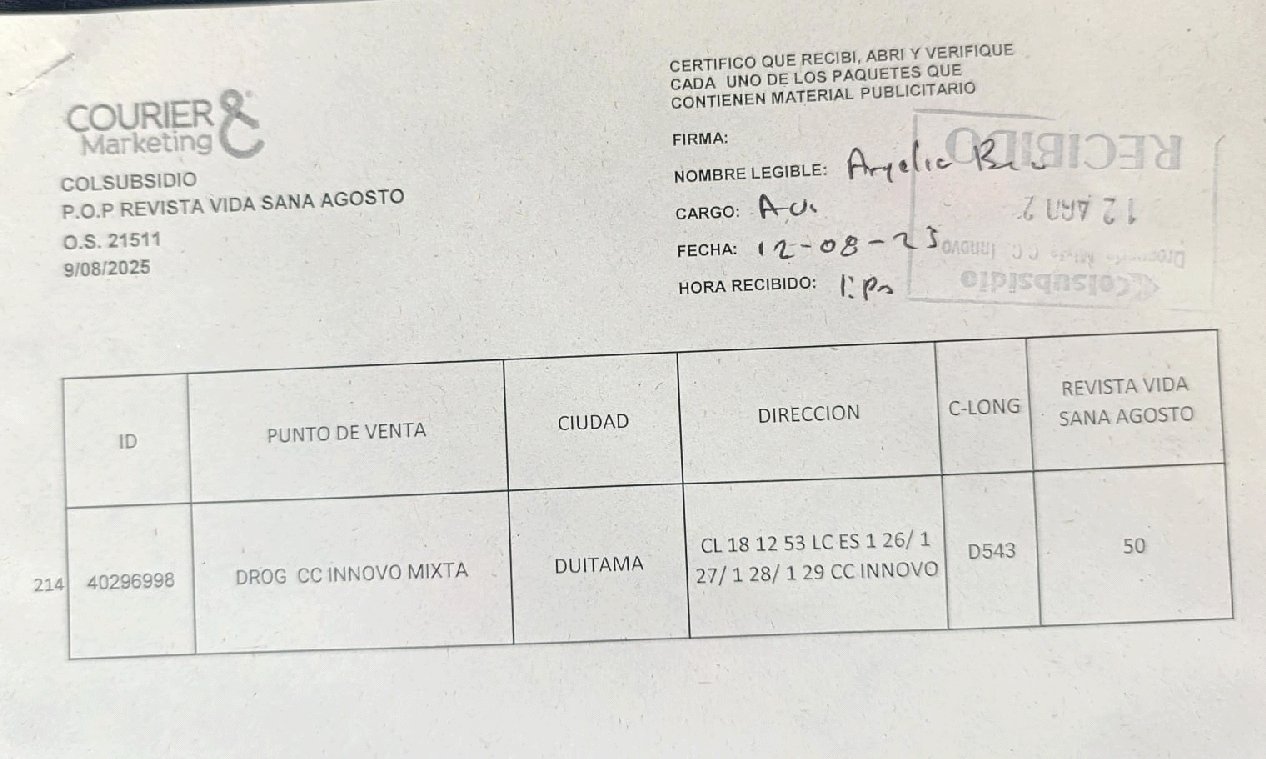 COURIER
Marketing
COLSUBSIDIO
P.O.P REVISTA VIDA SANA AGOSTO
O.S. 21511
9/08/2025
CERTIFICO QUE RECIBI, ABRI Y VERIFIQUE
CADA UNO DE LOS PAQUETES QUE
CONTIENEN MATERIAL PUBLICITARIO
FIRMA:
NOMBRE LEGIBLE:
CARGO:
FECHA: 12-08-25
HORA RECIBIDO:
RECIBIDO
Colsubsidio
ID
PUNTO DE VENTA
CIUDAD
DIRECCION
C-LONG
REVISTA VIDA
SANA AGOSTO
214
40296998
DROG CC INNOVO MIXTA
DUITAMA
CL 18 12 53 LC ES 1 26/ 1
27/ 1 28/ 1 29 CC INNOVO
D543
50